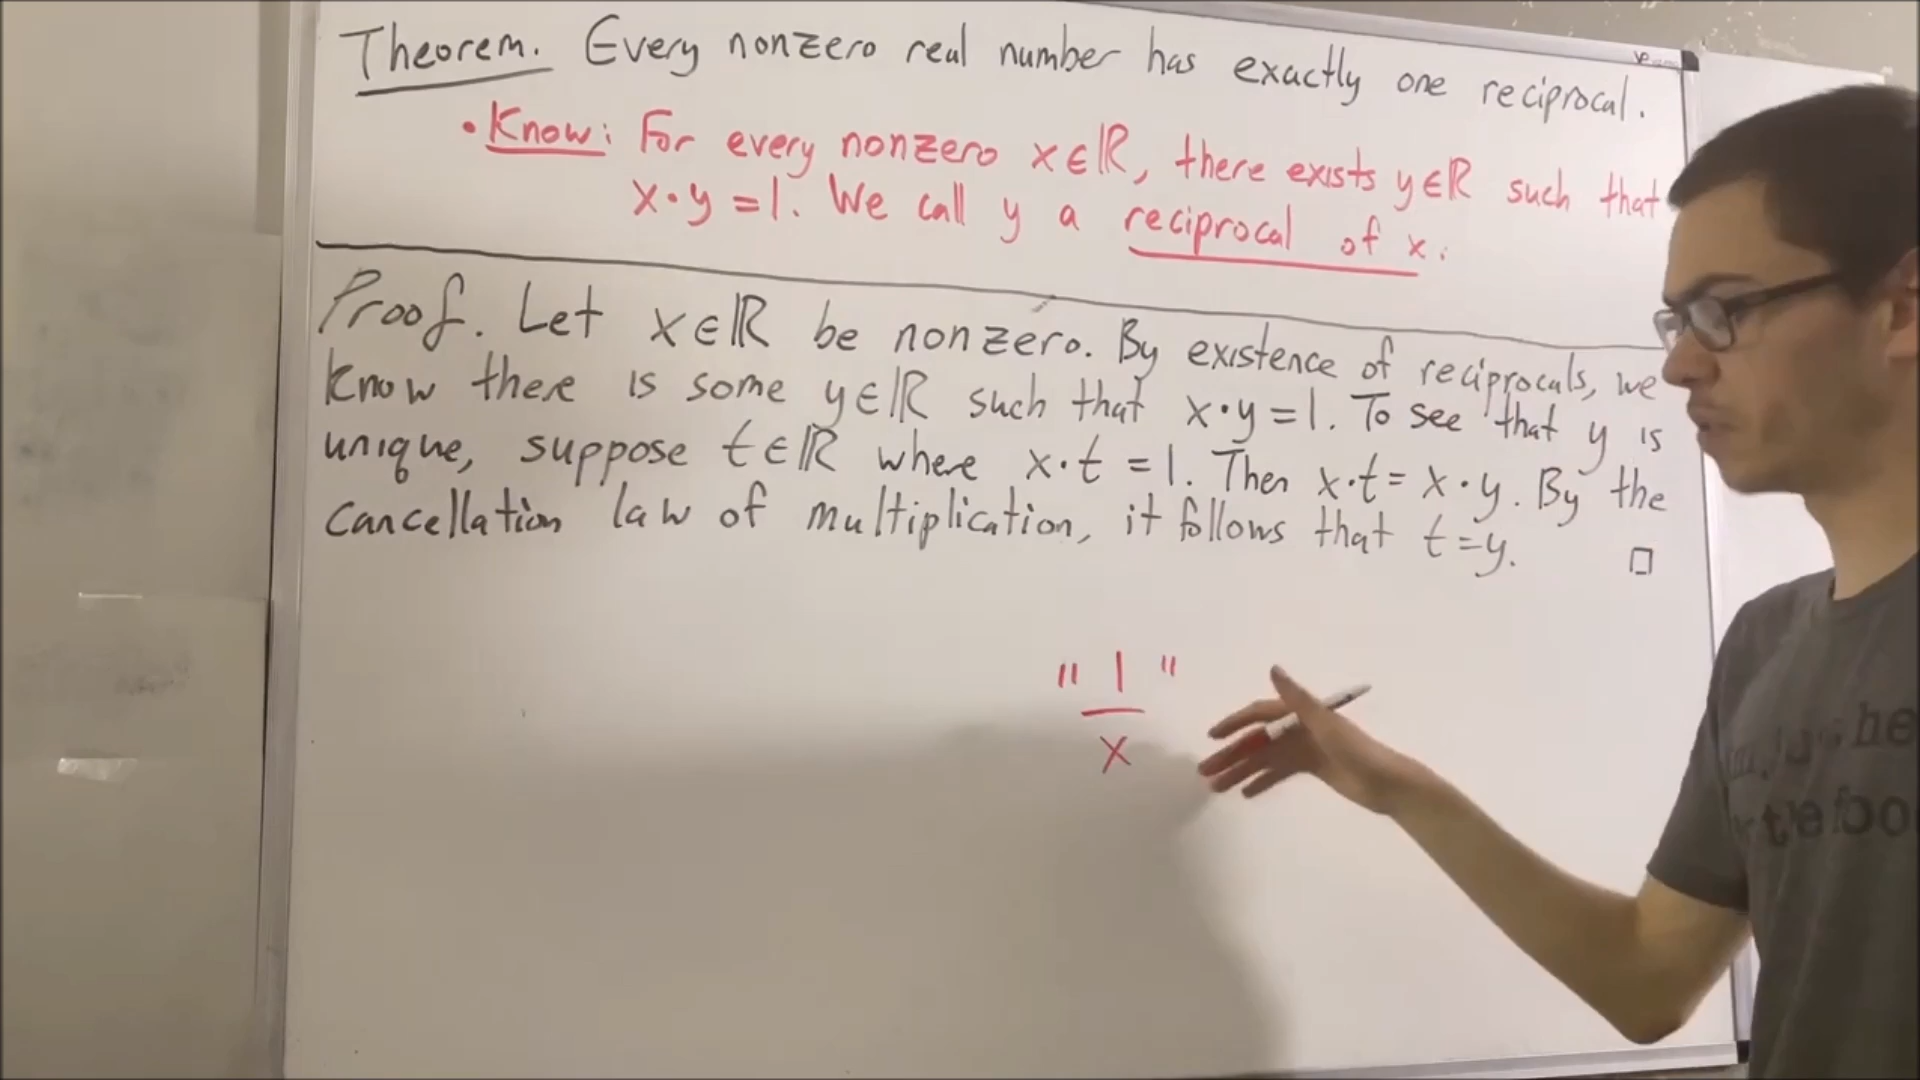 Theorem. Every nonzero real number has exactly one reciprocal.
• Know: For every nonzero x∈ℝ, there exists y∈ℝ such that
x·y=1. We call y a reciprocal of x.
Proof. Let x∈ℝ be nonzero. By existence of reciprocals, we
know there is some y∈ℝ such that x·y=1. To see that y is
unique, suppose t∈ℝ where x·t=1. Then x·t=x·y. By the
cancellation law of multiplication, it follows that t=y. □
" 1 "
x